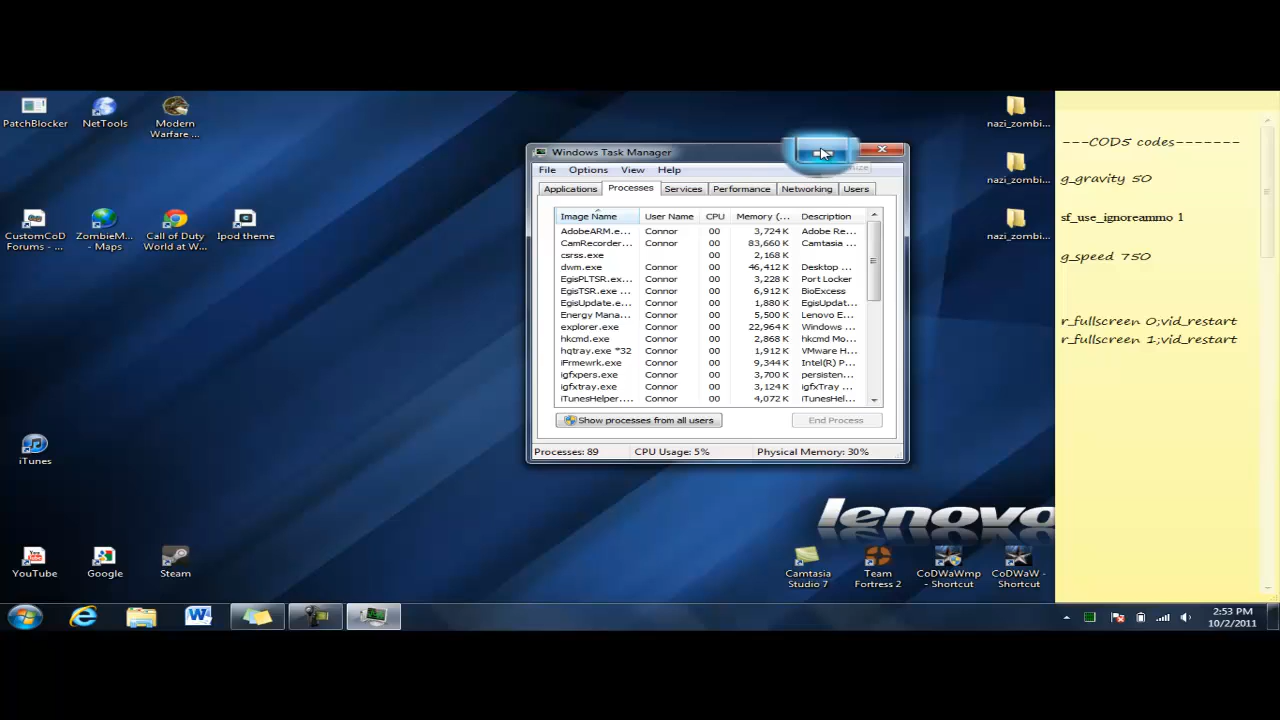 PatchBlocker
NetTools
Modern
Warfare ...
CustomCoD
Forums - ...
ZombieM...
- Maps
Call of Duty
World at W...
Ipod theme
iTunes
YouTube
Google
Steam
Windows Task Manager
File Options View Help
Applications Processes Services Performance Networking Users
Image Name User Name CPU Memory (... Description
AdobeARM.e... Connor 00 3,724 K Adobe Re...
CamRecorder... Connor 00 83,660 K Camtasia ...
csrss.exe 00 2,168 K
dwm.exe Connor 00 46,412 K Desktop ...
EgisPLTSR.ex... Connor 00 3,228 K Port Locker
EgisTSR.exe ... Connor 00 6,912 K BioExcess
EgisUpdate.e... Connor 00 1,880 K EgisUpdat...
Energy Mana... Connor 00 5,500 K Lenovo E...
explorer.exe Connor 00 22,964 K Windows ...
hkcmd.exe Connor 00 2,868 K hkcmd Mo...
hqtray.exe *32 Connor 00 1,912 K VMware H...
iFrmewrk.exe Connor 00 9,344 K Intel(R) P...
igfxpers.exe Connor 00 3,700 K persisten...
igfxtray.exe Connor 00 3,124 K igfxTray ...
iTunesHelper.... Connor 00 4,072 K iTunesHel...
Show processes from all users
End Process
Processes: 89 CPU Usage: 5% Physical Memory: 30%
nazi_zombi...
nazi_zombi...
nazi_zombi...
---COD5 codes-------
g_gravity 50
sf_use_ignoreammo 1
g_speed 750
r_fullscreen 0;vid_restart
r_fullscreen 1;vid_restart
lenovo
Camtasia
Studio 7
Team
Fortress 2
CoDWaWmp
- Shortcut
CoDWaW -
Shortcut
2:53 PM
10/2/2011